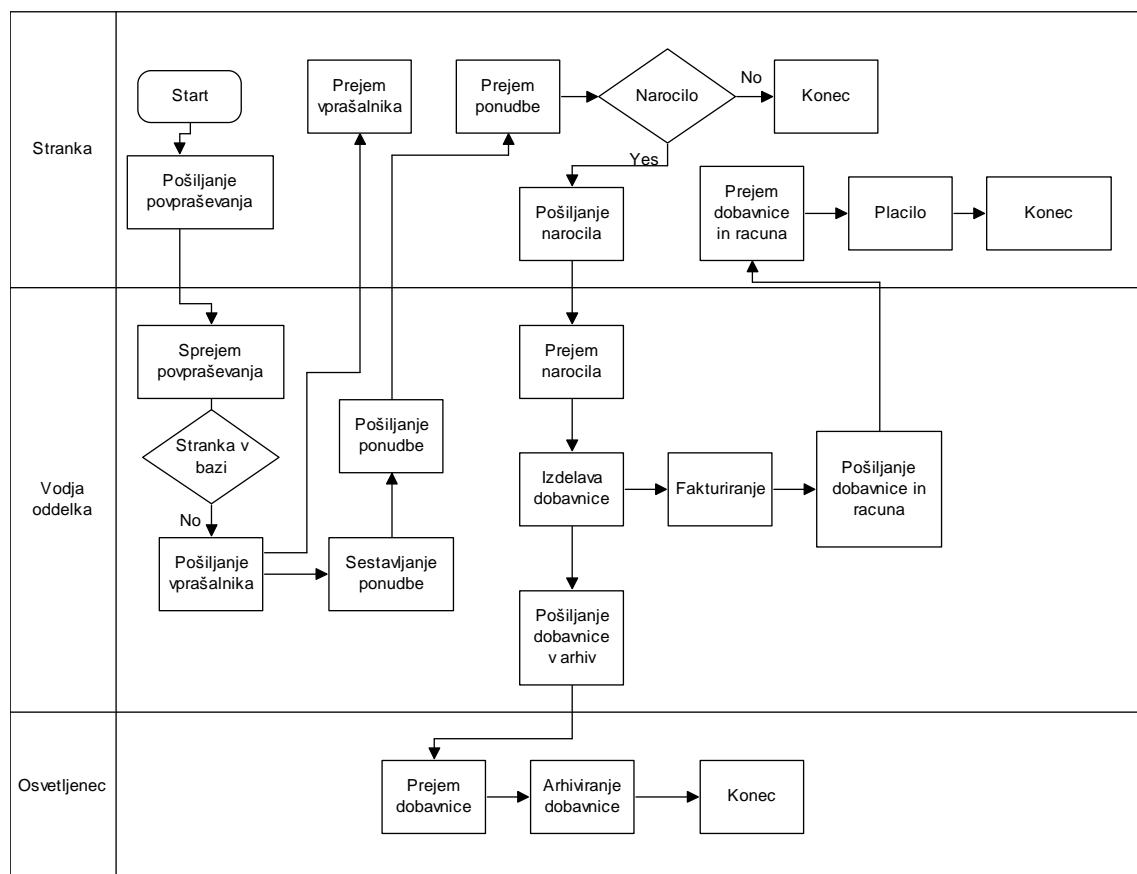 Stranka
Start
Pošiljanje
povpraševanja
Prejem
vprašalnika
Prejem
ponudbe
Narocilo
No
Konec
Yes
Pošiljanje
narocila
Prejem
dobavnice
in racuna
Placilo
Konec
Vodja
oddelka
Sprejem
povpraševanja
Stranka v
bazi
No
Pošiljanje
vprašalnika
Sestavljanje
ponudbe
Pošiljanje
ponudbe
Prejem
narocila
Izdelava
dobavnice
Fakturiranje
Pošiljanje
dobavnice in
racuna
Pošiljanje
dobavnice
v arhiv
Osvetljenec
Prejem
dobavnice
Arhiviranje
dobavnice
Konec